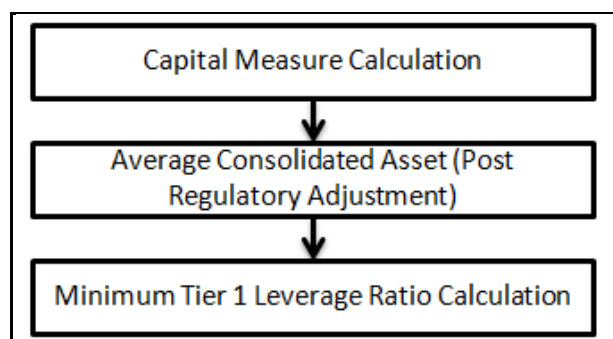 Capital Measure Calculation
Average Consolidated Asset (Post
Regulatory Adjustment)
Minimum Tier 1 Leverage Ratio Calculation